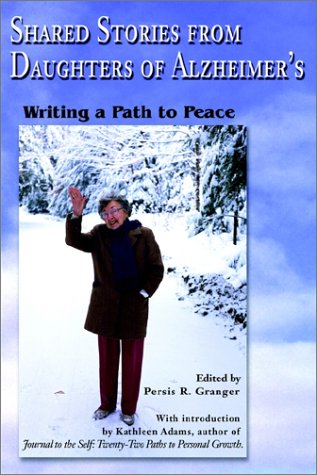 SHARED STORIES FROM
DAUGHTERS OF ALZHEIMER'S
Writing a Path to Peace
Edited by
Persis R. Granger
With introduction
by Kathleen Adams, author of
Journal to the Self: Twenty-Two Paths to Personal Growth.